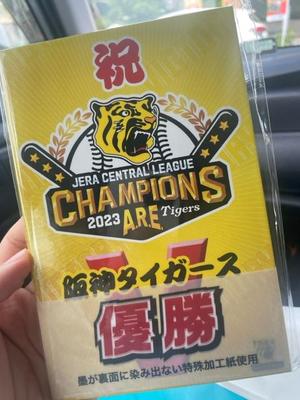 祝
JERA CENTRAL LEAGUE
CHAMPIONS
2023 A.R.E. Tigers
阪神タイガース
優勝
墨が裏面に染み出ない特殊加工紙使用